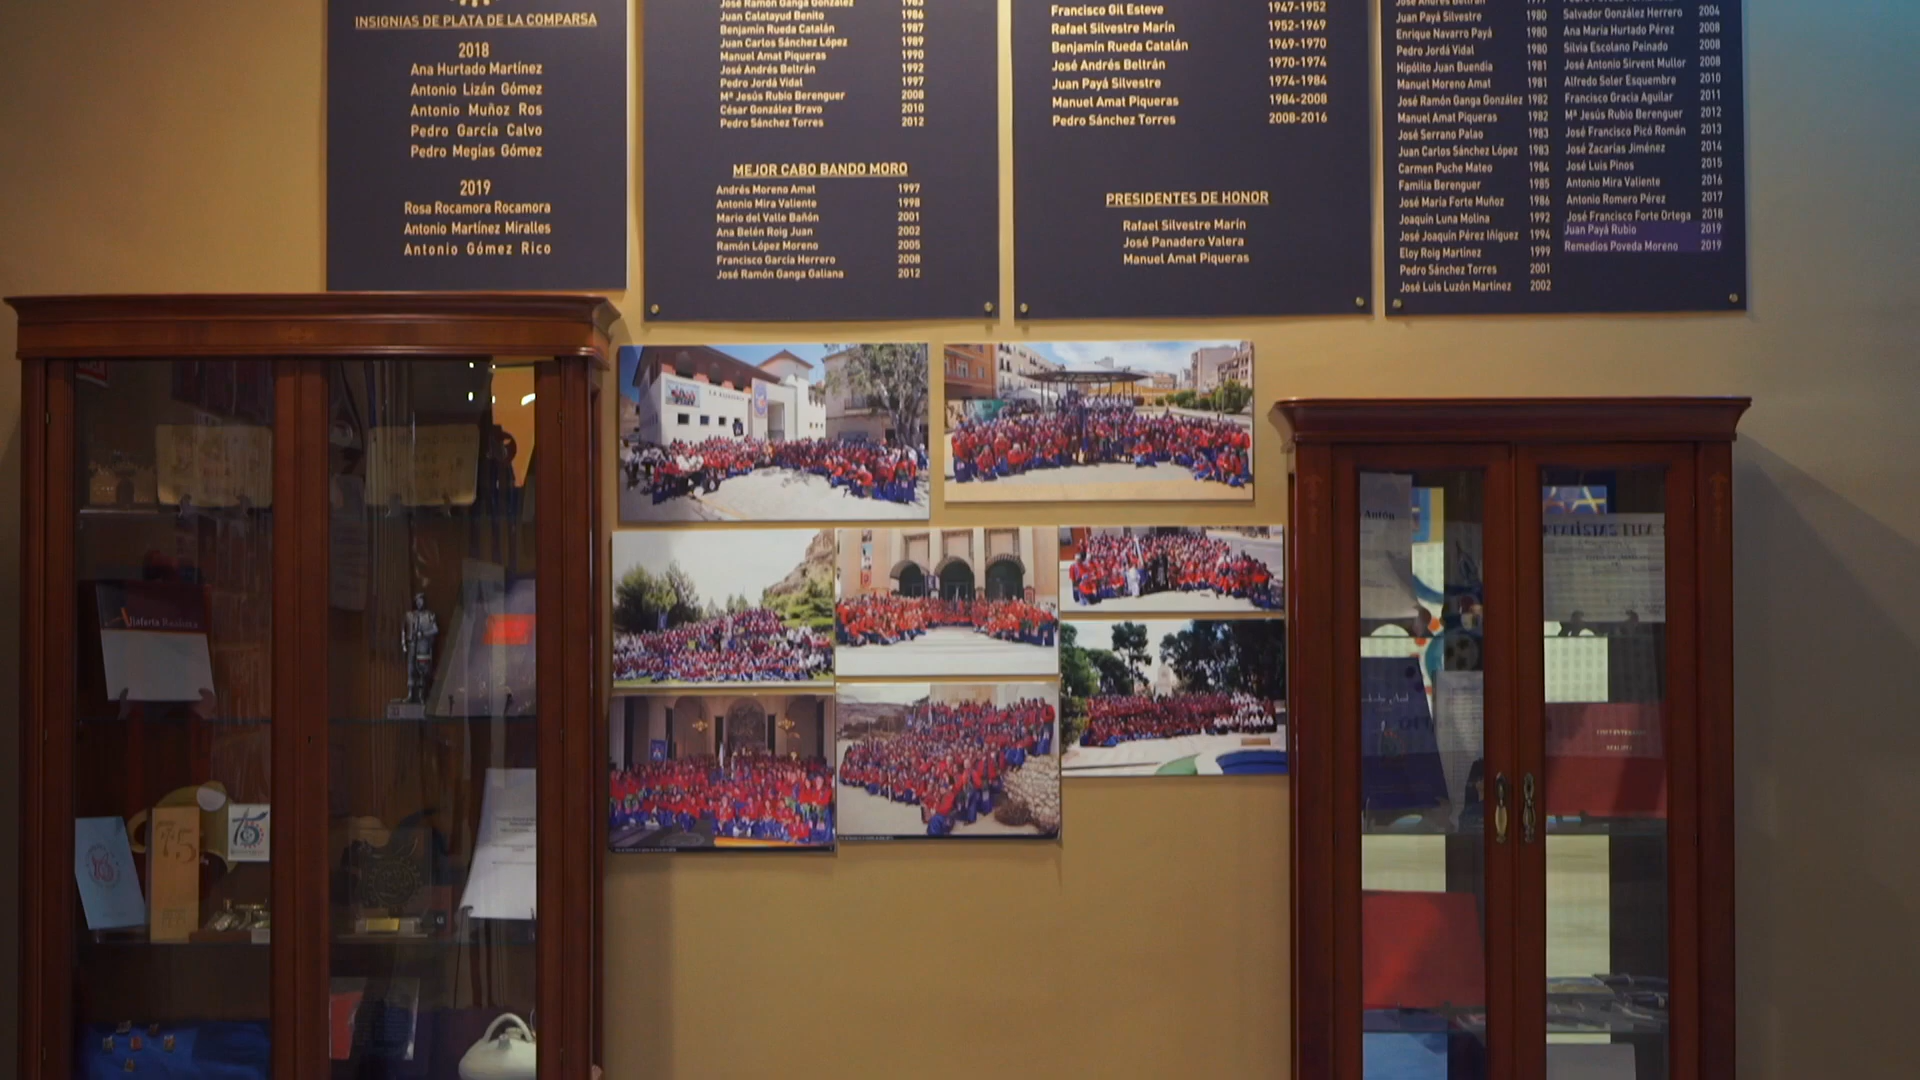 INSIGNIAS DE PLATA DE LA COMPARSA
2018
Ana Hurtado Martínez
Antonio Lizán Gómez
Antonio Muñoz Ros
Pedro García Calvo
Pedro Megías Gómez
2019
Rosa Rocamora Rocamora
Antonio Martínez Miralles
Antonio Gómez Rico
José Ramón Ganga González 1983
Juan Calatayud Benito 1986
Benjamín Rueda Catalán 1987
Juan Carlos Sánchez López 1989
Manuel Amat Piqueras 1990
José Andrés Beltrán 1992
Pedro Jordá Vidal 1997
Mª Jesús Rubio Berenguer 2008
César González Bravo 2010
Pedro Sánchez Torres 2012
MEJOR CABO BANDO MORO
Andrés Moreno Amat 1997
Antonio Mira Valiente 1998
Mario del Valle Bañón 2001
Ana Belén Roig Juan 2002
Ramón López Moreno 2005
Francisco García Herrero 2008
José Ramón Ganga Galiana 2012
Francisco Gil Esteve 1947-1952
Rafael Silvestre Marín 1952-1969
Benjamín Rueda Catalán 1969-1970
José Andrés Beltrán 1970-1974
Juan Payá Silvestre 1974-1984
Manuel Amat Piqueras 1984-2008
Pedro Sánchez Torres 2008-2016
PRESIDENTES DE HONOR
Rafael Silvestre Marín
José Panadero Valera
Manuel Amat Piqueras
José Andrés Beltrán
Juan Payá Silvestre 1980
Enrique Navarro Payá 1980
Pedro Jordá Vidal 1980
Hipólito Juan Buendia 1981
Manuel Moreno Amat 1981
José Ramón Ganga González 1982
Manuel Amat Piqueras 1982
José Serrano Palao 1983
Juan Carlos Sánchez López 1983
Carmen Puche Mateo 1984
Familia Berenguer 1985
José María Forte Muñoz 1986
Joaquín Luna Molina 1992
José Joaquín Pérez Iñiguez 1994
Eloy Roig Martínez 1999
Pedro Sánchez Torres 2001
José Luis Luzón Martínez 2002
Salvador González Herrero 2004
Ana María Hurtado Pérez 2008
Silvia Escolano Peinado 2008
José Antonio Sirvent Mullor 2008
Alfredo Soler Esquembre 2010
Francisco Gracia Aguilar 2011
Mª Jesús Rubio Berenguer 2012
José Francisco Picó Román 2013
José Zacarías Jiménez 2014
José Luis Pinos 2015
Antonio Mira Valiente 2016
Antonio Romero Pérez 2017
José Francisco Forte Ortega 2018
Juan Payá Rubio 2019
Remedios Poveda Moreno 2019
Antón
75
75